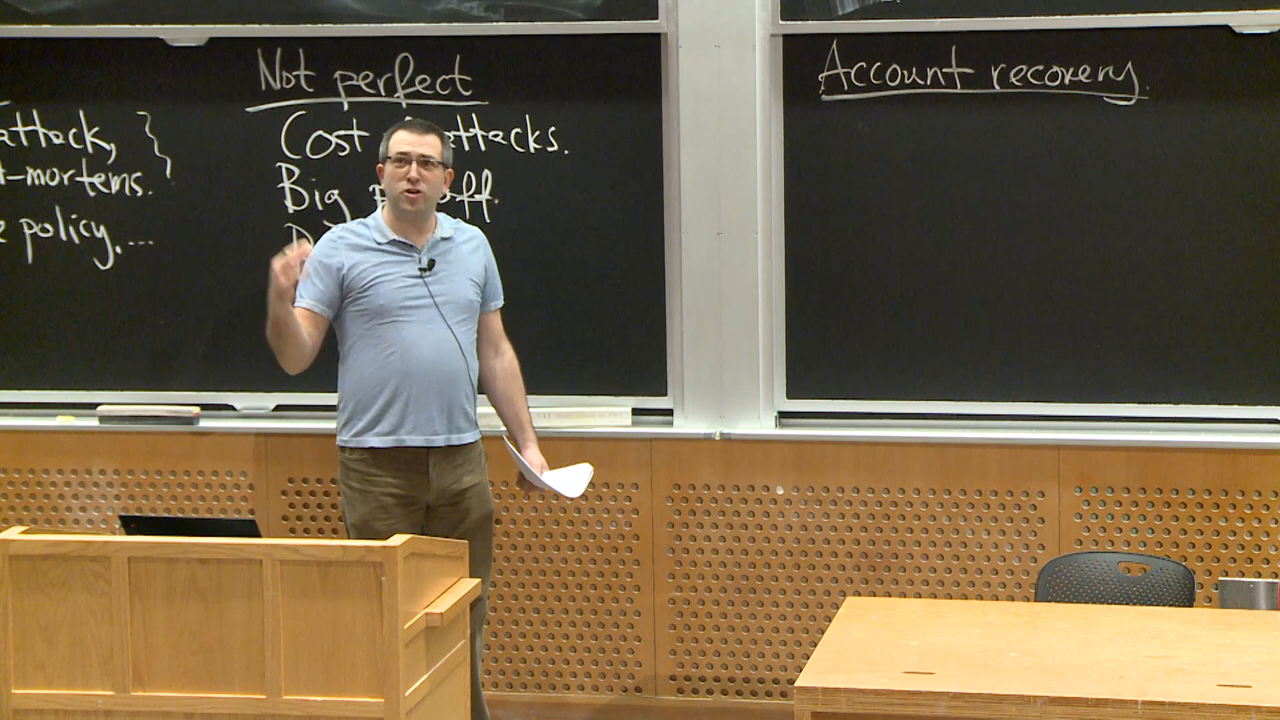 attack,
t-mortems.
policy....
Not perfect
Cost attacks.
Big
Account recovery.